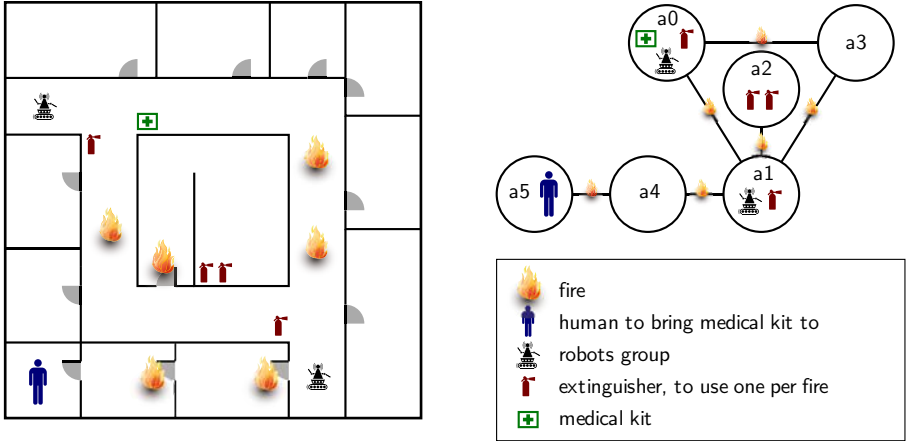 a0
a3
a2
a1
a5
a4
fire
human to bring medical kit to
robots group
extinguisher, to use one per fire
medical kit